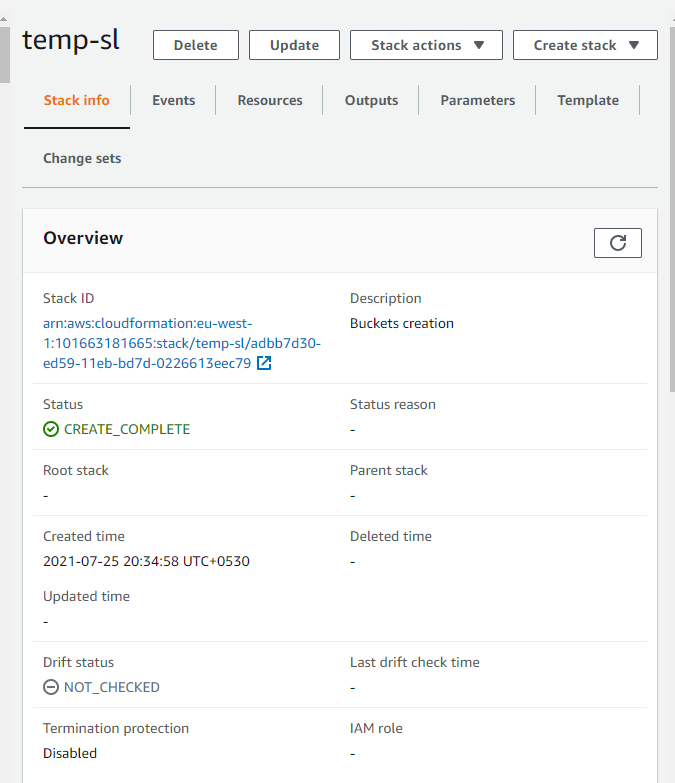 temp-sl
Delete
Update
Stack actions
Create stack
Stack info
Events
Resources
Outputs
Parameters
Template
Change sets
Overview
Stack ID
arn:aws:cloudformation:eu-west-
1:101663181665:stack/temp-sl/adbb7d30-
ed59-11eb-bd7d-0226613eec79
Description
Buckets creation
Status
CREATE_COMPLETE
Status reason
-
Root stack
-
Parent stack
-
Created time
2021-07-25 20:34:58 UTC+0530
Deleted time
-
Updated time
-
Drift status
NOT_CHECKED
Last drift check time
-
Termination protection
Disabled
IAM role
-